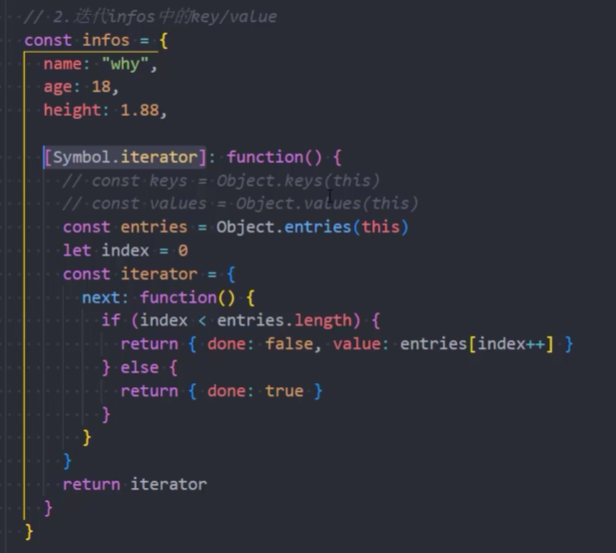 // 2.迭代infos中的key/value
const infos = {
name: "why",
age: 18,
height: 1.88,
[Symbol.iterator]: function() {
// const keys = Object.keys(this)
// const values = Object.values(this)
const entries = Object.entries(this)
let index = 0
const iterator = {
next: function() {
if (index < entries.length) {
return { done: false, value: entries[index++] }
} else {
return { done: true }
}
}
}
return iterator
}
}